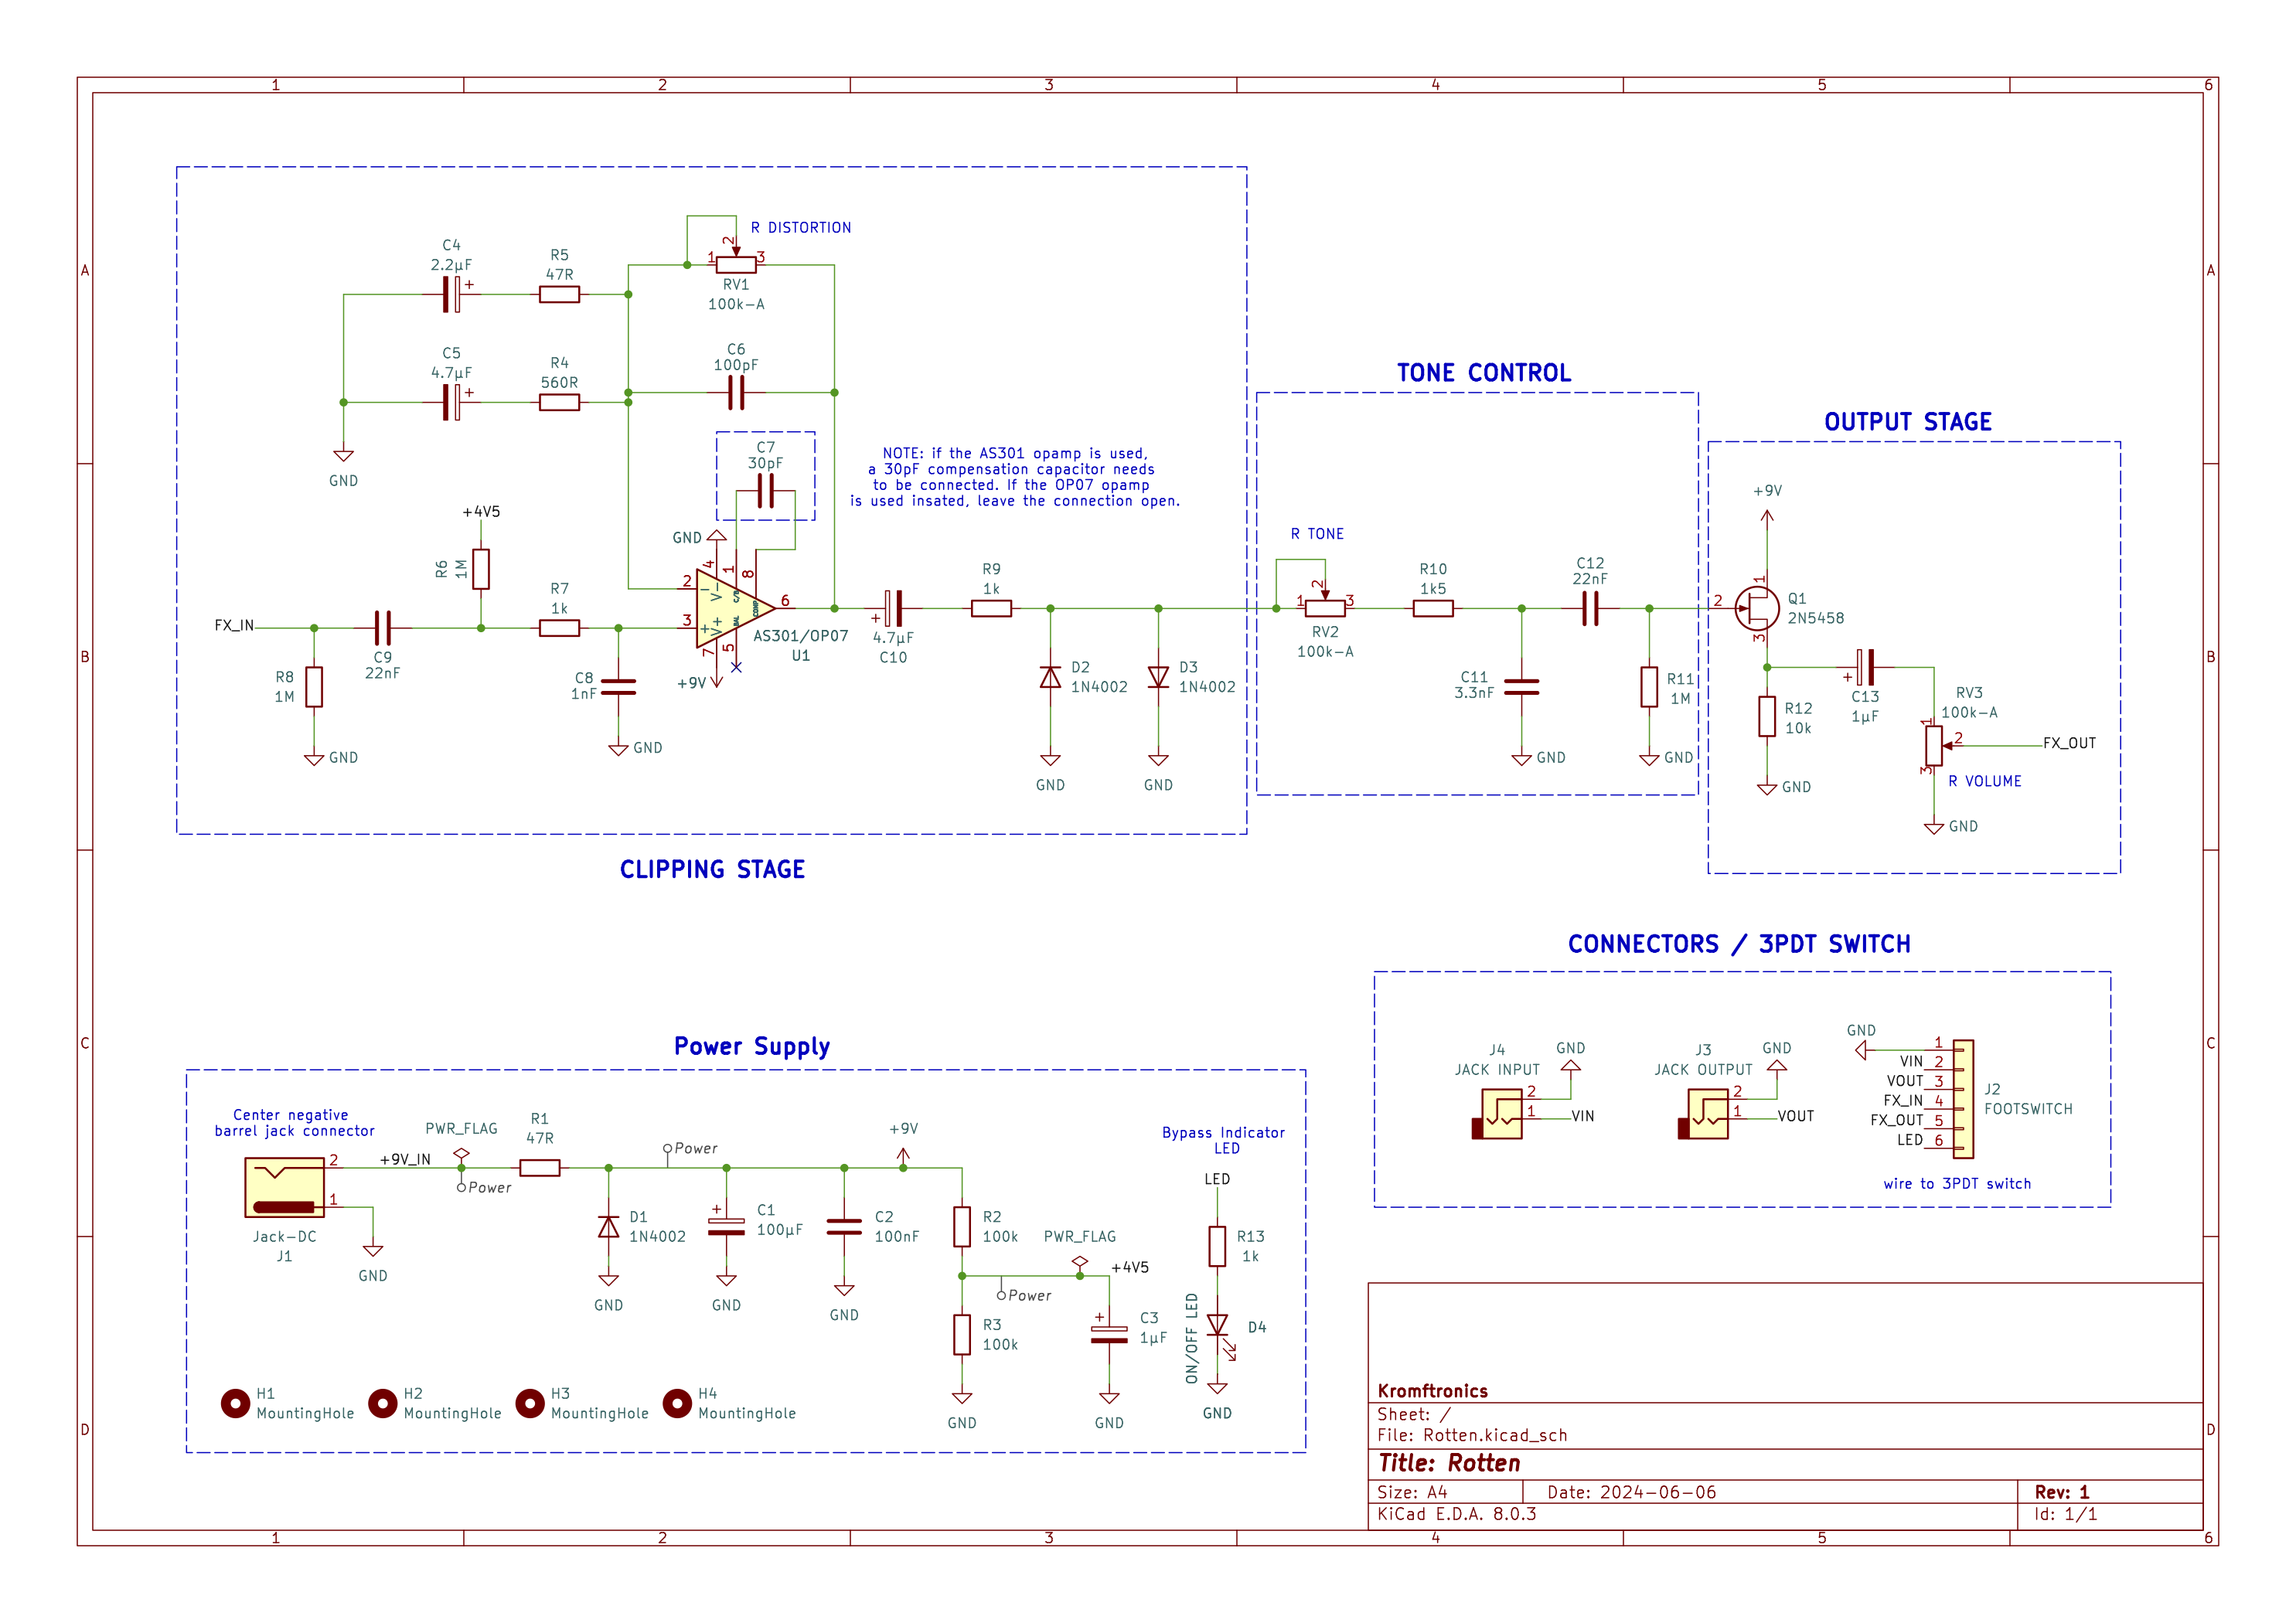 1 2 3 4 5 6
A
B
C
D
A
B
C
D
1 2 3 4 5 6
R DISTORTION
C4
2.2µF
+
R5
47R
1
2
3
RV1
100k-A
C5
4.7µF
+
R4
560R
C6
100pF
GND
C7
30pF
NOTE: if the AS301 opamp is used,
a 30pF compensation capacitor needs
to be connected. If the OP07 opamp
is used insated, leave the connection open.
+4V5
R6
1M
GND
FX_IN
C9
22nF
R8
1M
GND
R7
1k
C8
1nF
GND
2
3
4
1
8
6
7
5
-
+
V-
V+
C/B
COMP
BAL
+9V
AS301/OP07
U1
+
4.7µF
C10
R9
1k
D2
1N4002
GND
D3
1N4002
GND
CLIPPING STAGE
TONE CONTROL
R TONE
1
2
3
RV2
100k-A
R10
1k5
C11
3.3nF
GND
C12
22nF
R11
1M
GND
OUTPUT STAGE
+9V
1
2
3
Q1
2N5458
R12
10k
GND
+
C13
1µF
RV3
100k-A
1
2
3
FX_OUT
R VOLUME
GND
CONNECTORS / 3PDT SWITCH
J4
JACK INPUT
GND
2
1
VIN
J3
JACK OUTPUT
GND
2
1
VOUT
GND
1
VIN 2
VOUT 3
FX_IN 4
FX_OUT 5
LED 6
J2
FOOTSWITCH
wire to 3PDT switch
Power Supply
Center negative
barrel jack connector
2
1
Jack-DC
J1
GND
+9V_IN
PWR_FLAG
Power
R1
47R
Power
D1
1N4002
GND
+
C1
100µF
GND
C2
100nF
GND
+9V
R2
100k
R3
100k
GND
Power
PWR_FLAG
+4V5
+
C3
1µF
GND
Bypass Indicator
LED
LED
R13
1k
ON/OFF LED
D4
GND
H1
MountingHole
H2
MountingHole
H3
MountingHole
H4
MountingHole
Kromftronics
Sheet: /
File: Rotten.kicad_sch
Title: Rotten
Size: A4 Date: 2024-06-06 Rev: 1
KiCad E.D.A. 8.0.3 Id: 1/1